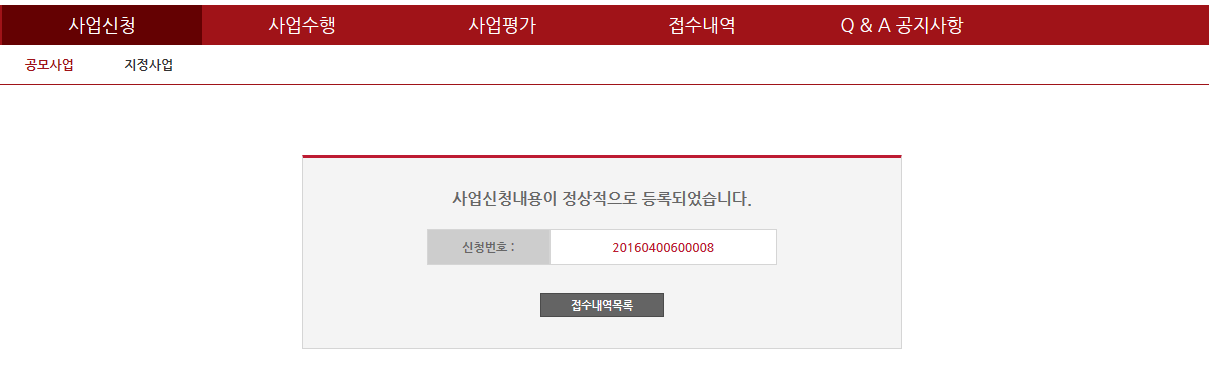 사업신청 사업수행 사업평가 접수내역 Q & A 공지사항
공모사업 지정사업
사업신청내용이 정상적으로 등록되었습니다.
신청번호 : 20160400600008
접수내역목록